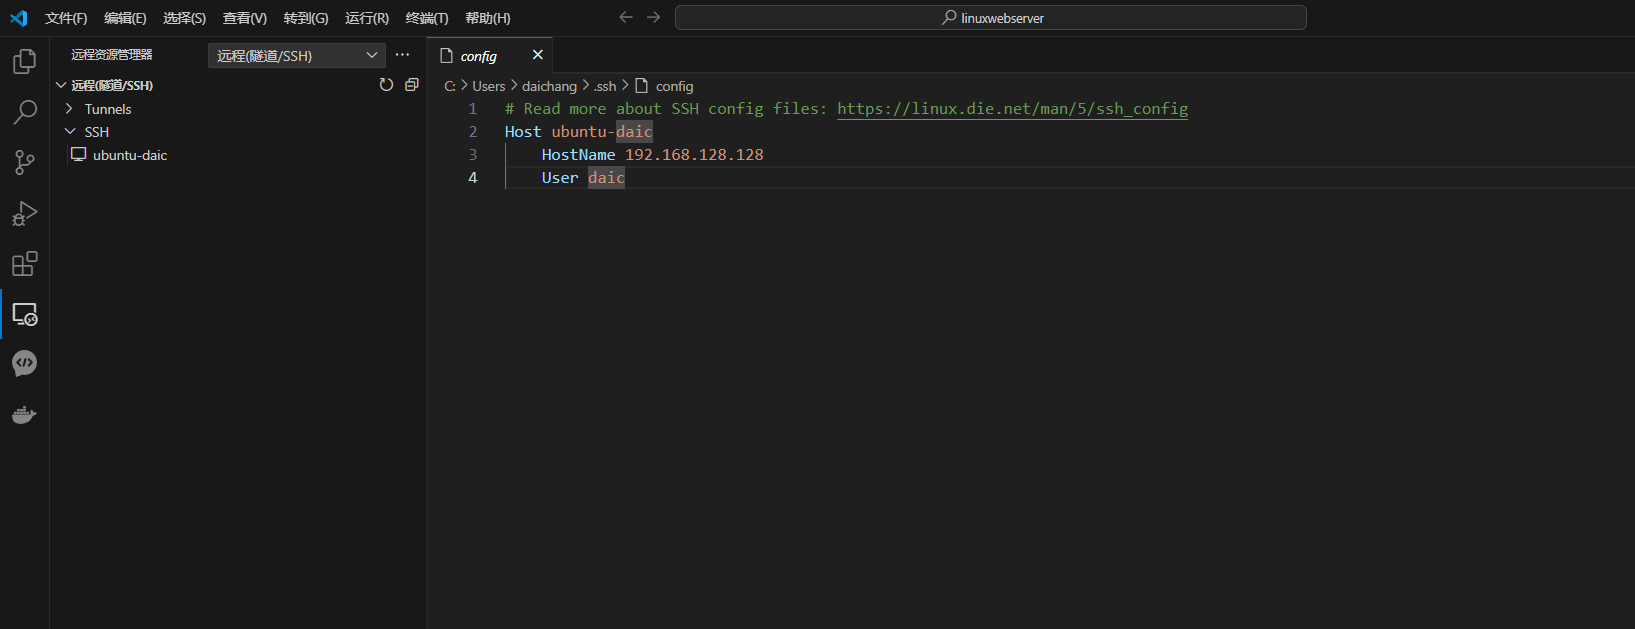 文件(F) 编辑(E) 选择(S) 查看(V) 转到(G) 运行(R) 终端(T) 帮助(H) linuxwebserver
远程资源管理器 远程(隧道/SSH)
远程(隧道/SSH)
Tunnels
SSH
ubuntu-daic
config
C: > Users > daichang > .ssh > config
1 # Read more about SSH config files: https://linux.die.net/man/5/ssh_config
2 Host ubuntu-daic
3 HostName 192.168.128.128
4 User daic